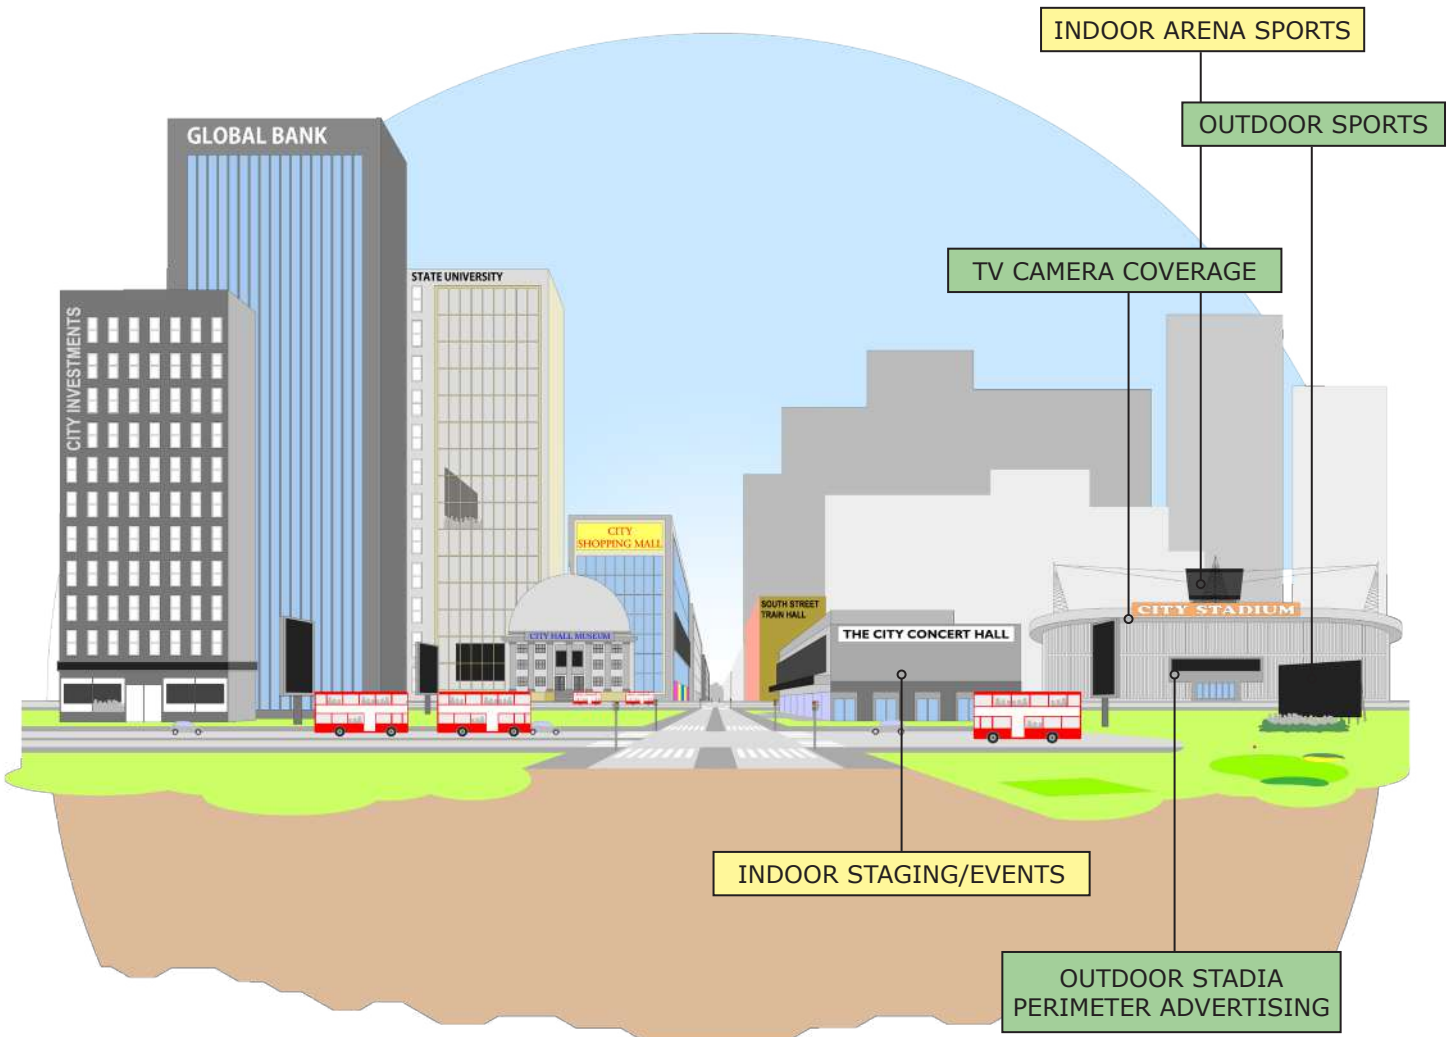 INDOOR ARENA SPORTS
OUTDOOR SPORTS
GLOBAL BANK
TV CAMERA COVERAGE
STATE UNIVERSITY
CITY INVESTMENTS
CITY
SHOPPING MALL
SOUTH STREET
TRAIN HALL
CITY STADIUM
CITY HALL MUSEUM
THE CITY CONCERT HALL
INDOOR STAGING/EVENTS
OUTDOOR STADIA
PERIMETER ADVERTISING